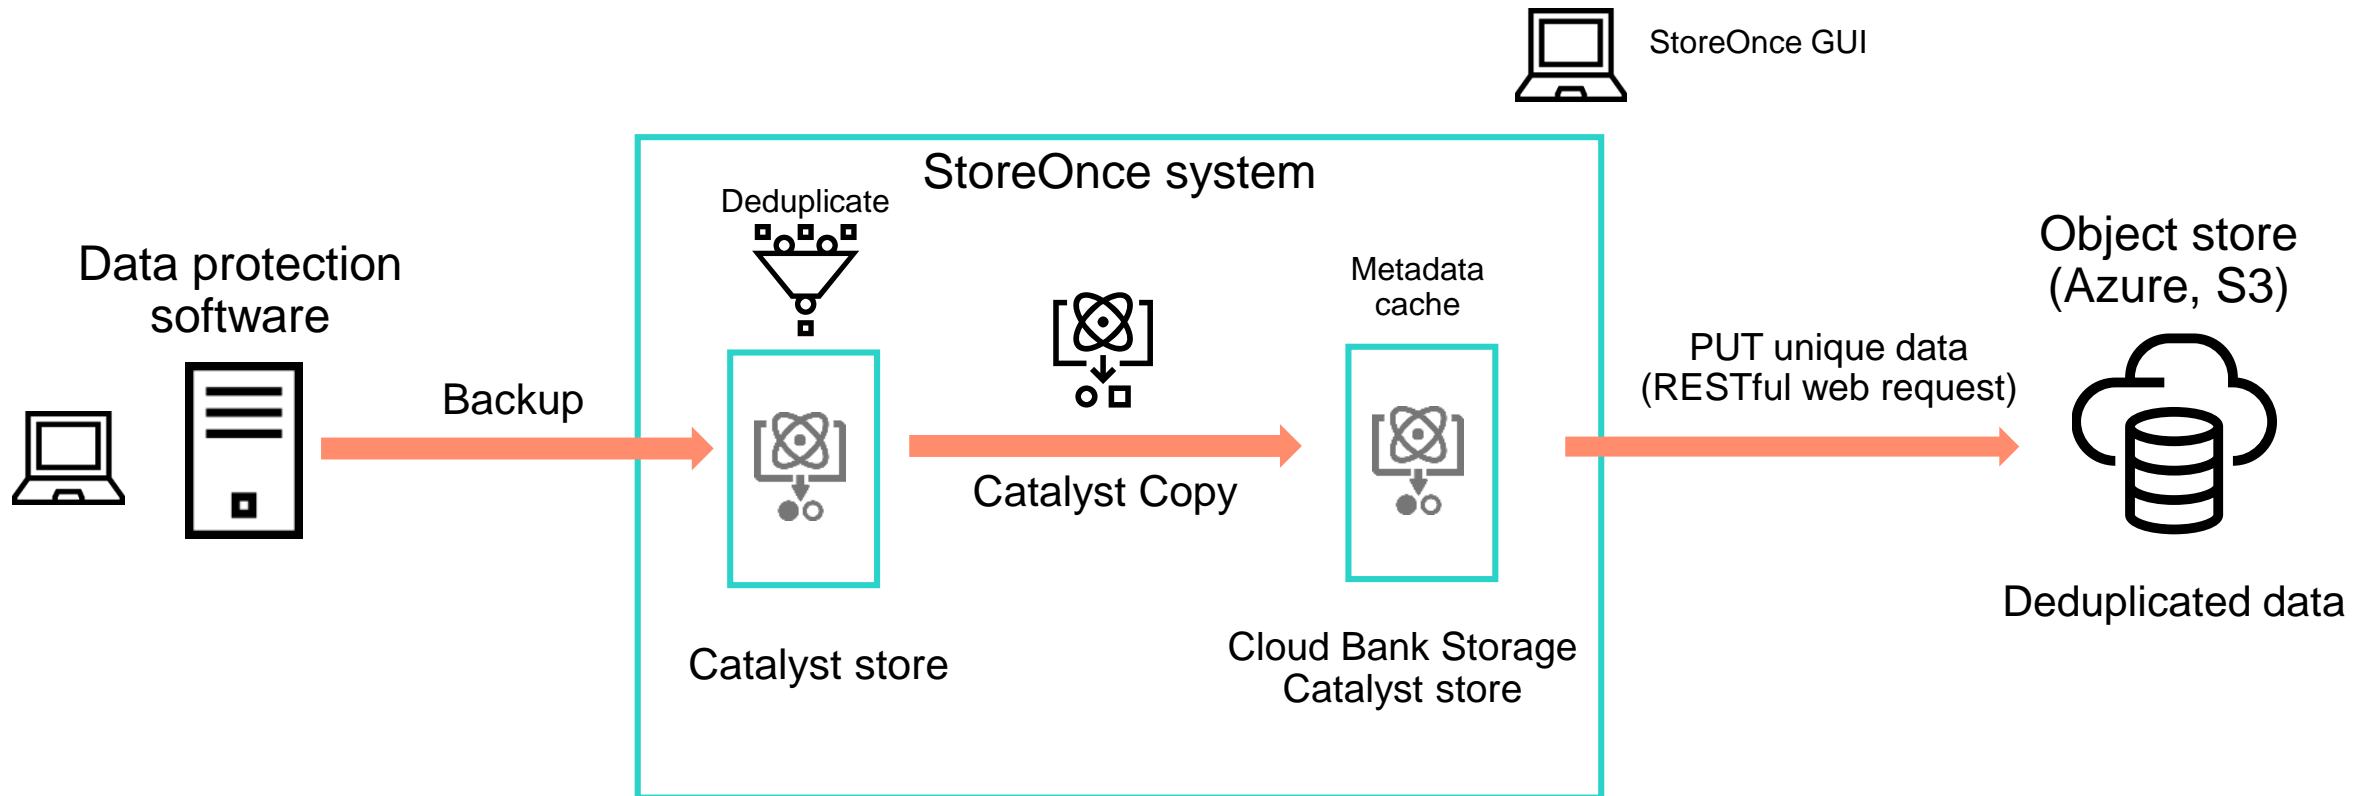 StoreOnce GUI
StoreOnce system
Deduplicate
Data protection
software
Backup
Catalyst store
Catalyst Copy
Metadata
cache
Cloud Bank Storage
Catalyst store
PUT unique data
(RESTful web request)
Object store
(Azure, S3)
Deduplicated data